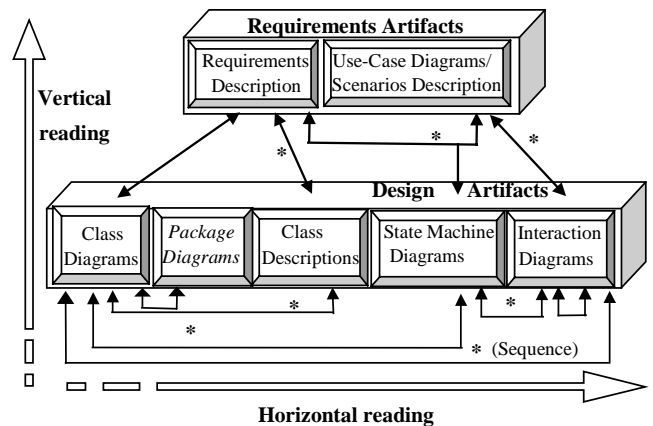 Requirements Artifacts
Requirements
Description
Use-Case Diagrams/
Scenarios Description
Vertical
reading
*
*
*
Design Artifacts
Class
Diagrams
Package
Diagrams
Class
Descriptions
State Machine
Diagrams
Interaction
Diagrams
*
*
*
* (Sequence)
Horizontal reading